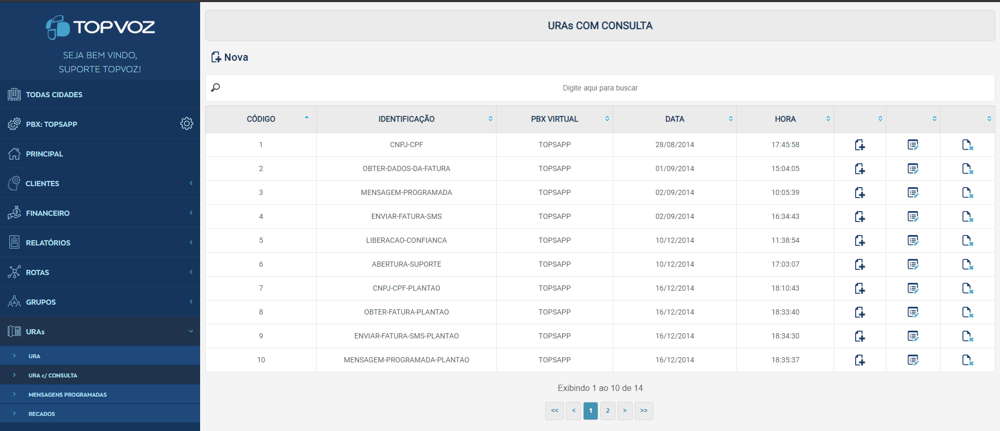 TOPVOZ
SEJA BEM VINDO,
SUPORTE TOPVOZ!
TODAS CIDADES
PBX: TOPSAPP
PRINCIPAL
CLIENTES
FINANCEIRO
RELATÓRIOS
ROTAS
GRUPOS
URAs
URA
URA c/ CONSULTA
MENSAGENS PROGRAMADAS
RECADOS
URAs COM CONSULTA
Nova
Digite aqui para buscar
CÓDIGO IDENTIFICAÇÃO PBX VIRTUAL DATA HORA
1 CNPJ-CPF TOPSAPP 28/08/2014 17:45:58
2 OBTER-DADOS-DA-FATURA TOPSAPP 01/09/2014 15:04:05
3 MENSAGEM-PROGRAMADA TOPSAPP 02/09/2014 10:05:39
4 ENVIAR-FATURA-SMS TOPSAPP 02/09/2014 16:34:43
5 LIBERACAO-CONFIANCA TOPSAPP 10/12/2014 11:38:54
6 ABERTURA-SUPORTE TOPSAPP 10/12/2014 17:03:07
7 CNPJ-CPF-PLANTAO TOPSAPP 16/12/2014 18:10:43
8 OBTER-FATURA-PLANTAO TOPSAPP 16/12/2014 18:33:40
9 ENVIAR-FATURA-SMS-PLANTAO TOPSAPP 16/12/2014 18:34:30
10 MENSAGEM-PROGRAMADA-PLANTAO TOPSAPP 16/12/2014 18:35:37
Exibindo 1 ao 10 de 14
<< < 1 2 > >>